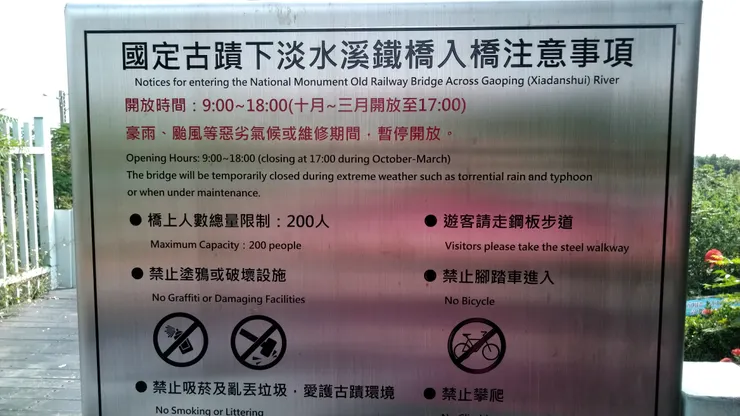 國定古蹟下淡水溪鐵橋入橋注意事項
Notices for entering the National Monument Old Railway Bridge Across Gaoping (Xiadanshui) River
開放時間：9:00~18:00(十月～三月開放至17:00)
豪雨、颱風等惡劣氣候或維修期間，暫停開放。
Opening Hours: 9:00~18:00 (closing at 17:00 during October-March)
The bridge will be temporarily closed during extreme weather such as torrential rain and typhoon
or when under maintenance.
●橋上人數總量限制：200人
Maximum Capacity：200 people
●遊客請走鋼板步道
Visitors please take the steel walkway
●禁止塗鴉或破壞設施
No Graffiti or Damaging Facilities
●禁止腳踏車進入
No Bicycle
●禁止吸菸及亂丟垃圾，愛護古蹟環境
No Smoking or Littering
●禁止攀爬